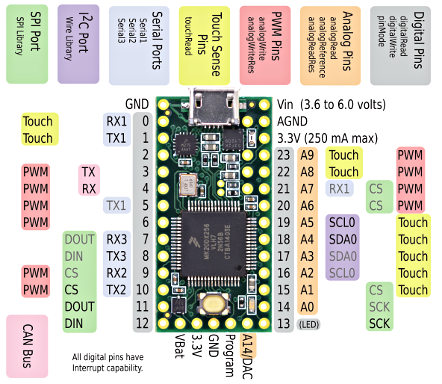 SPI Port
SPI Library
I²C Port
Wire Library
Serial Ports
Serial1
Serial2
Serial3
Touch Sense
Pins
touchRead
PWM Pins
analogWrite
analogWriteRes
Analog Pins
analogRead
analogReference
analogReadRes
Digital Pins
digitalRead
digitalWrite
pinMode
GND
Vin (3.6 to 6.0 volts)
Touch RX1 0
AGND
Touch TX1 1
3.3V (250 mA max)
2
23 A9 Touch PWM
PWM TX 3
22 A8 Touch PWM
PWM RX 4
21 A7 RX1 CS PWM
PWM TX1 5
20 A6 CS PWM
PWM 6
19 A5 SCL0 Touch
DOUT RX3 7
18 A4 SDA0 Touch
DIN TX3 8
17 A3 SDA0 Touch
PWM CS RX2 9
16 A2 SCL0 Touch
PWM CS TX2 10
15 A1 CS Touch
DOUT 11
14 A0 SCK
DIN 12
13 (LED) SCK
CAN Bus
All digital pins have
Interrupt capability.
VBat
3.3V
GND
Program
A14/DAC